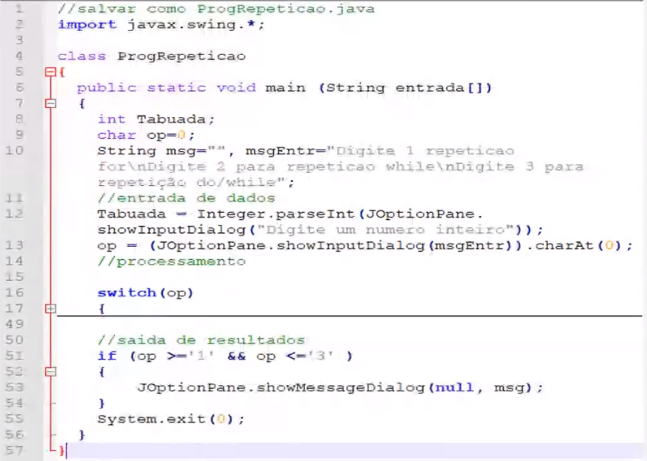 1 //salvar como ProgRepeticao.java
2 import javax.swing.*;
3
4 class ProgRepeticao
5 {
6 public static void main (String entrada[])
7 {
8 int Tabuada;
9 char op=0;
10 String msg="", msgEntr="Digite 1 repeticao
for\nDigite 2 para repeticao while\nDigite 3 para
repetição do/while";
11 //entrada de dados
12 Tabuada = Integer.parseInt(JOptionPane.
showInputDialog("Digite um numero inteiro"));
13 op = (JOptionPane.showInputDialog(msgEntr)).charAt(0);
14 //processamento
15
16 switch(op)
17 {
49
50 //saida de resultados
51 if (op >='1' && op <='3' )
52 {
53 JOptionPane.showMessageDialog(null, msg);
54 }
55 System.exit(0);
56 }
57 }